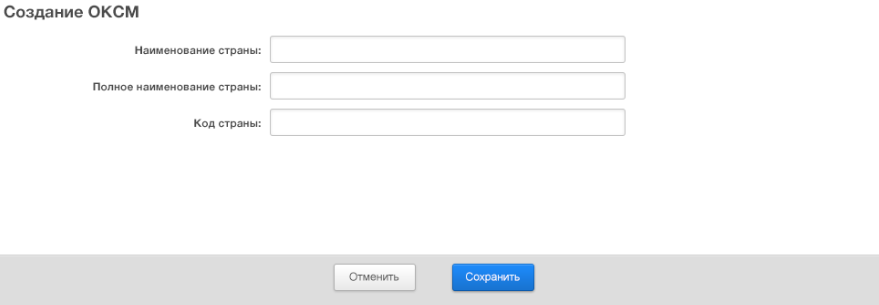 Создание ОКСМ
Наименование страны:
Полное наименование страны:
Код страны:
Отменить
Сохранить